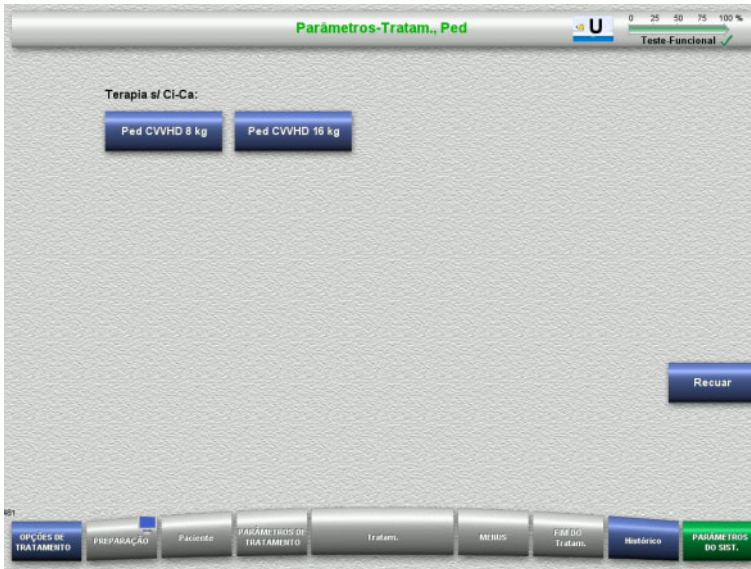 Parâmetros-Tratam., Ped
U
0 25 50 75 100 %
Teste-Funcional
Terapia s/ Ci-Ca:
Ped CVVHD 8 kg
Ped CVVHD 16 kg
Recuar
481
OPÇÕES DE
TRATAMENTO
PREPARAÇÃO
Paciente
PARÂMETROS DE
TRATAMENTO
Tratam.
MENUS
FIM DO
Tratam.
Histórico
PARÂMETROS
DO SIST.